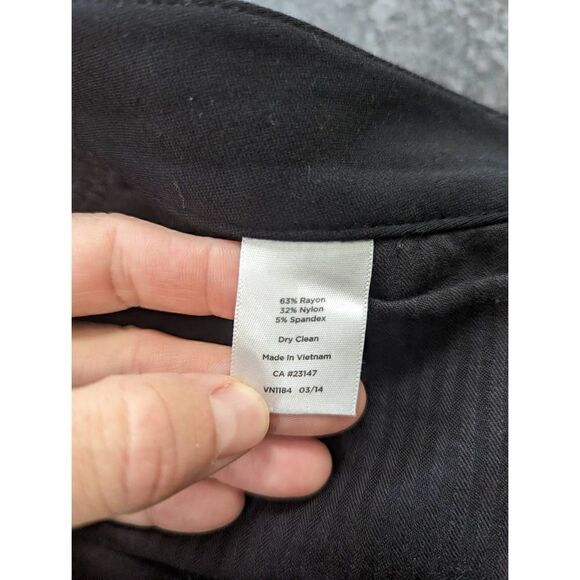 63% Rayon
32% Nylon
5% Spandex
Dry Clean
Made In Vietnam
CA #23147
VN1184 03/14